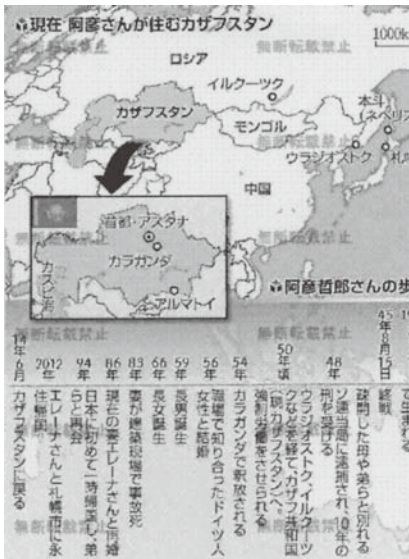 現在 阿彦さんが住むカザフスタン
1000k
ロシア
イルクーツク
カザフスタン
本斗
(ネベリス
モンゴル
ウラジオストク
札
中国
首都・アスタナ
カラガンダ
カスピ海
アルマトイ
阿彦哲郎さんの歩
で生まれる
45年8月15日
終戦
疎開した母や弟らと別れる
48年
ソ連当局に逮捕され、10年の
刑を受ける
50年頃
ウラジオストク、イルクーツ
クなどを経て、カザフ共和国
(現カザフスタン)へ。
強制労働をさせられる
54年
カラガンダで釈放される
56年
職場で知り合ったドイツ人
女性と結婚
59年
長男誕生
66年
長女誕生
83年
妻が建築現場で事故死
86年
現在の妻エレーナさんと再婚
94年
日本に初めて一時帰国し、弟
らと再会
2012年
エレーナさんと札幌市に永
住帰国
14年6月
カザフスタンに戻る
無断転載禁止
無断転載禁止
無断転載禁止
無断転載禁止
無断転載禁止
無断転載禁止